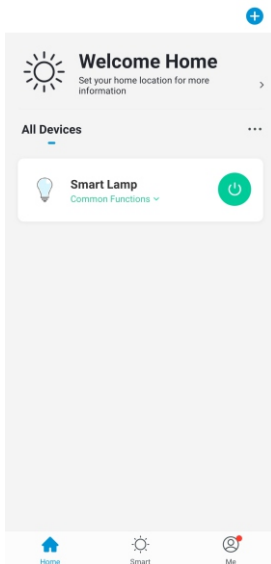 Welcome Home
Set your home location for more
information
All Devices
Smart Lamp
Common Functions
Home
Smart
Me